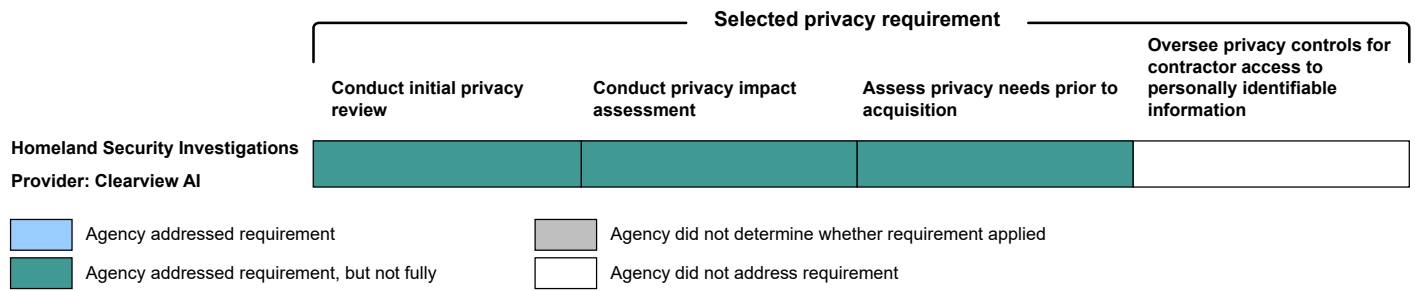 Selected privacy requirement
Conduct initial privacy
review
Conduct privacy impact
assessment
Assess privacy needs prior to
acquisition
Oversee privacy controls for
contractor access to
personally identifiable
information
Homeland Security Investigations
Provider: Clearview AI
Agency addressed requirement
Agency did not determine whether requirement applied
Agency addressed requirement, but not fully
Agency did not address requirement